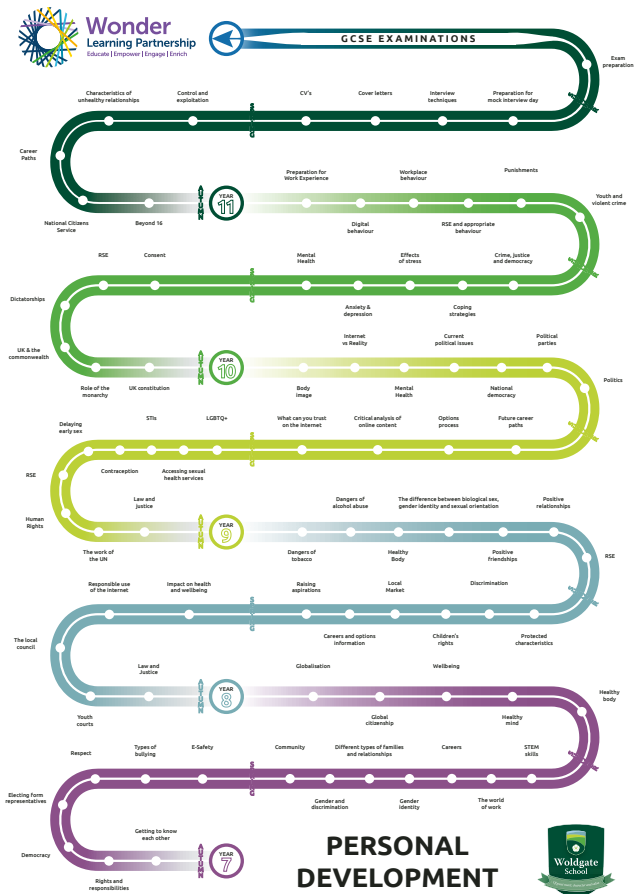 Wonder
Learning Partnership
Educate | Empower | Engage | Enrich
GCSE EXAMINATIONS
Exam
preparation
Characteristics of
unhealthy relationships
Control and
exploitation
CV's
Cover letters
Interview
techniques
Preparation for
mock interview day
Career
Paths
National Citizens
Service
Beyond 16
AUTUMN
YEAR
11
Preparation for
Work Experience
Workplace
behaviour
Punishments
Youth and
violent crime
Digital
behaviour
RSE and appropriate
behaviour
RSE
Consent
Mental
Health
Effects
of stress
Crime, justice
and democracy
Dictatorships
Anxiety &
depression
Coping
strategies
UK & the
commonwealth
Role of the
monarchy
UK constitution
AUTUMN
YEAR
10
Internet
vs Reality
Current
political issues
Political
parties
Politics
Body
image
Mental
Health
National
democracy
Delaying
early sex
STIs
LGBTQ+
What can you trust
on the internet
Critical analysis of
online content
Options
process
Future career
paths
RSE
Contraception
Accessing sexual
health services
Human
Rights
Law and
justice
The work of
the UN
AUTUMN
YEAR
9
Dangers of
alcohol abuse
The difference between biological sex,
gender identity and sexual orientation
Positive
relationships
RSE
Dangers of
tobacco
Healthy
Body
Positive
friendships
Responsible use
of the internet
Impact on health
and wellbeing
Raising
aspirations
Local
Market
Discrimination
Careers and options
information
Children's
rights
Protected
characteristics
The local
council
Law and
Justice
Youth
courts
AUTUMN
YEAR
8
Globalisation
Wellbeing
Healthy
body
Global
citizenship
Healthy
mind
Respect
Types of
bullying
E-Safety
Community
Different types of families
and relationships
Careers
STEM
skills
Electing form
representatives
Gender and
discrimination
Gender
identity
The world
of work
Democracy
Getting to know
each other
Rights and
responsibilities
AUTUMN
YEAR
7
PERSONAL
DEVELOPMENT
Woldgate
School